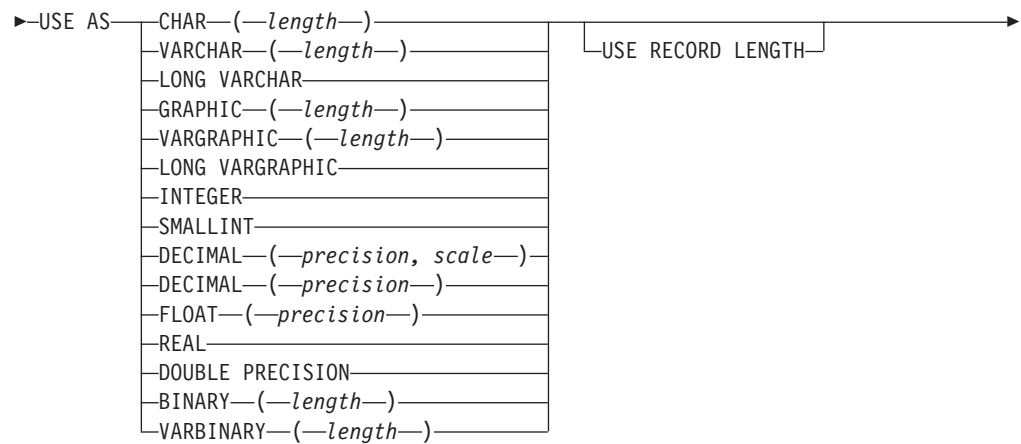 USE AS CHAR (length)
USE RECORD LENGTH
VARCHAR (length)
LONG VARCHAR
GRAPHIC (length)
VARGRAPHIC (length)
LONG VARGRAPHIC
INTEGER
SMALLINT
DECIMAL (precision, scale)
DECIMAL (precision)
FLOAT (precision)
REAL
DOUBLE PRECISION
BINARY (length)
VARBINARY (length)